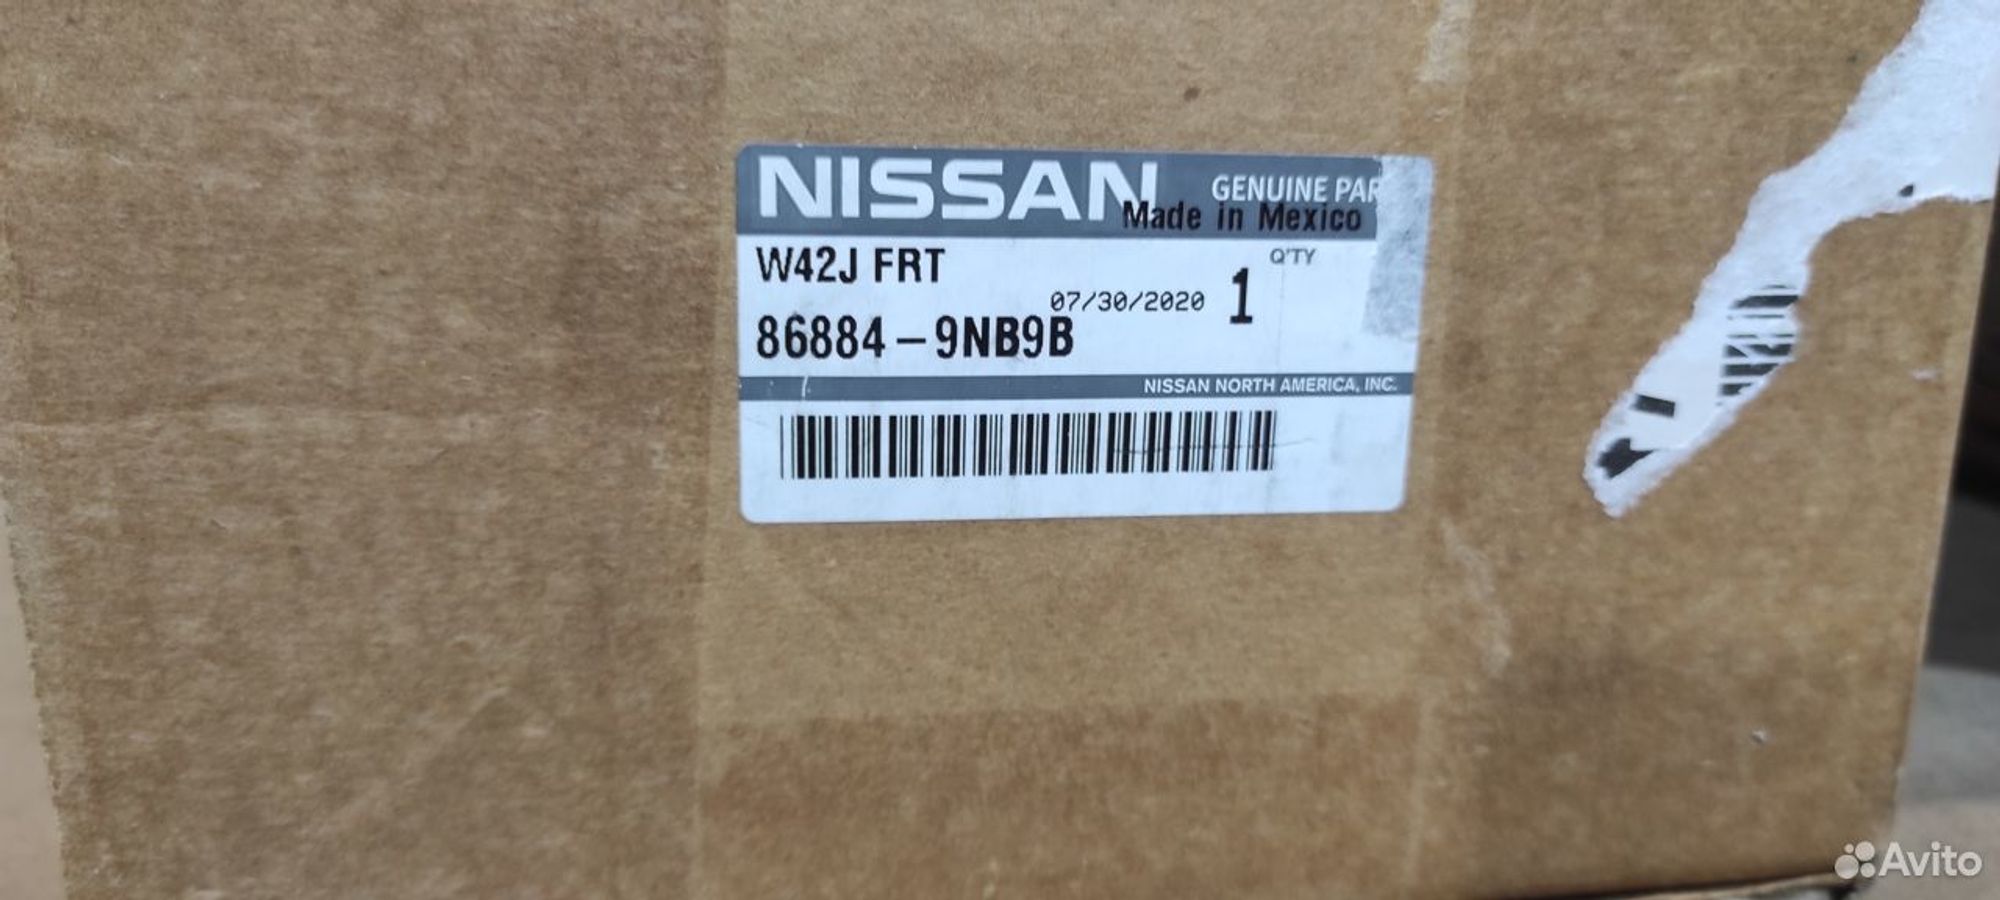 NISSAN GENUINE PAR
Made in Mexico
W42J FRT
Q'TY
07/30/2020 1
86884-9NB9B
NISSAN NORTH AMERICA, INC.
Avito